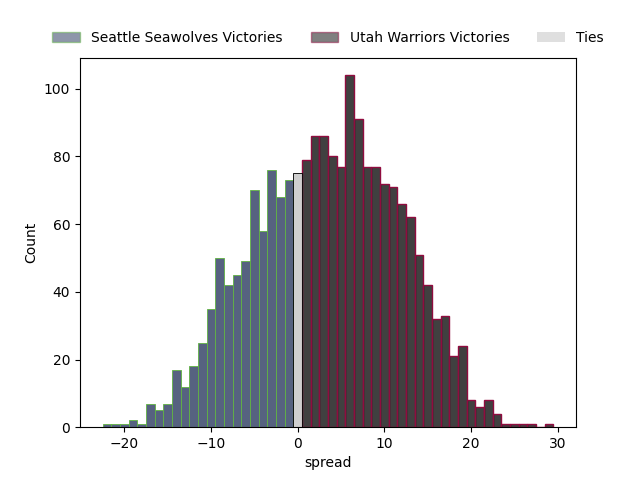 Seattle Seawolves Victories Utah Warriors Victories Ties
100
80
60
40
20
0
Count
−20 −10 0 10 20 30
spread